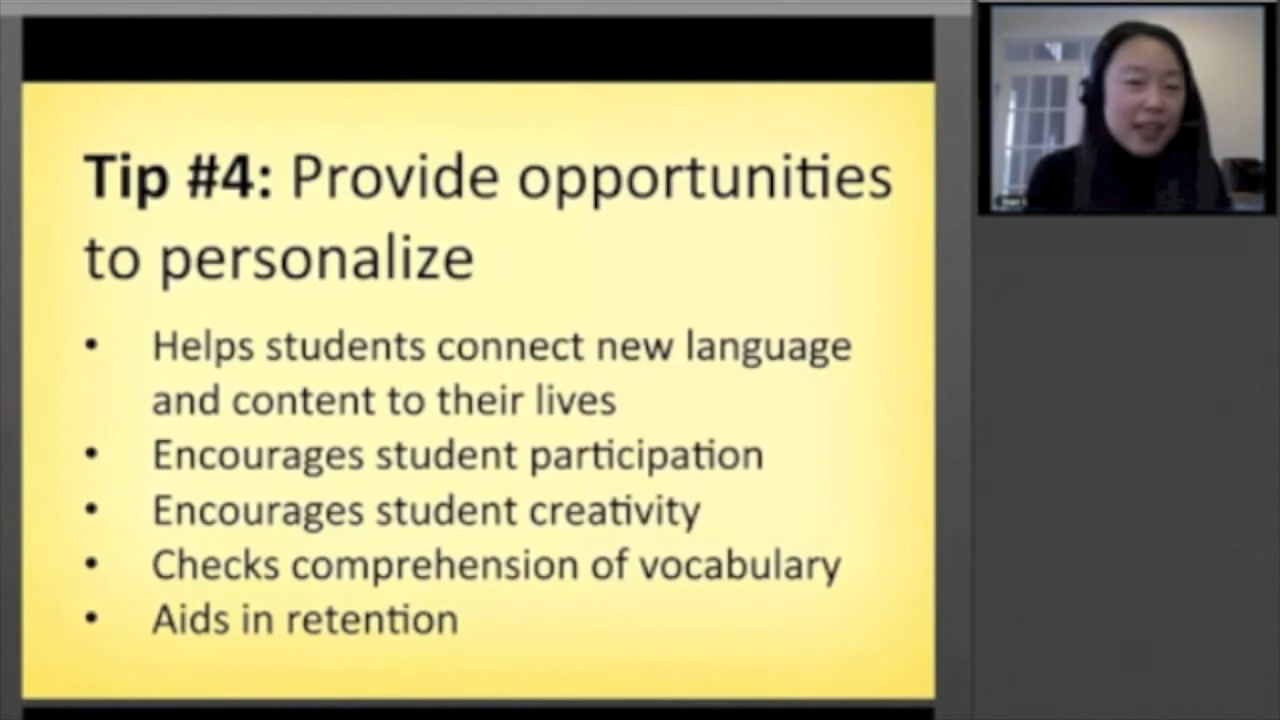 Tip #4: Provide opportunities
to personalize
• Helps students connect new language
and content to their lives
• Encourages student participation
• Encourages student creativity
• Checks comprehension of vocabulary
• Aids in retention